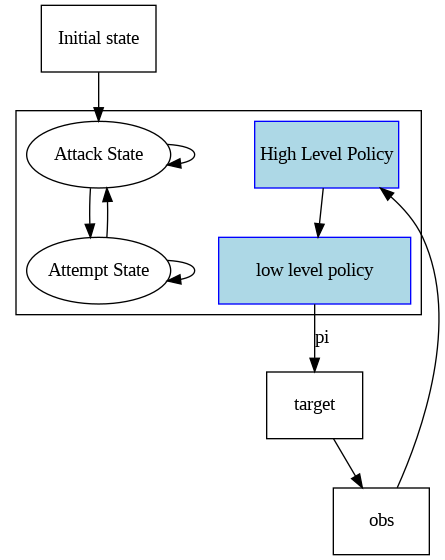 Initial state
Attack State
High Level Policy
Attempt State
low level policy
pi
target
obs